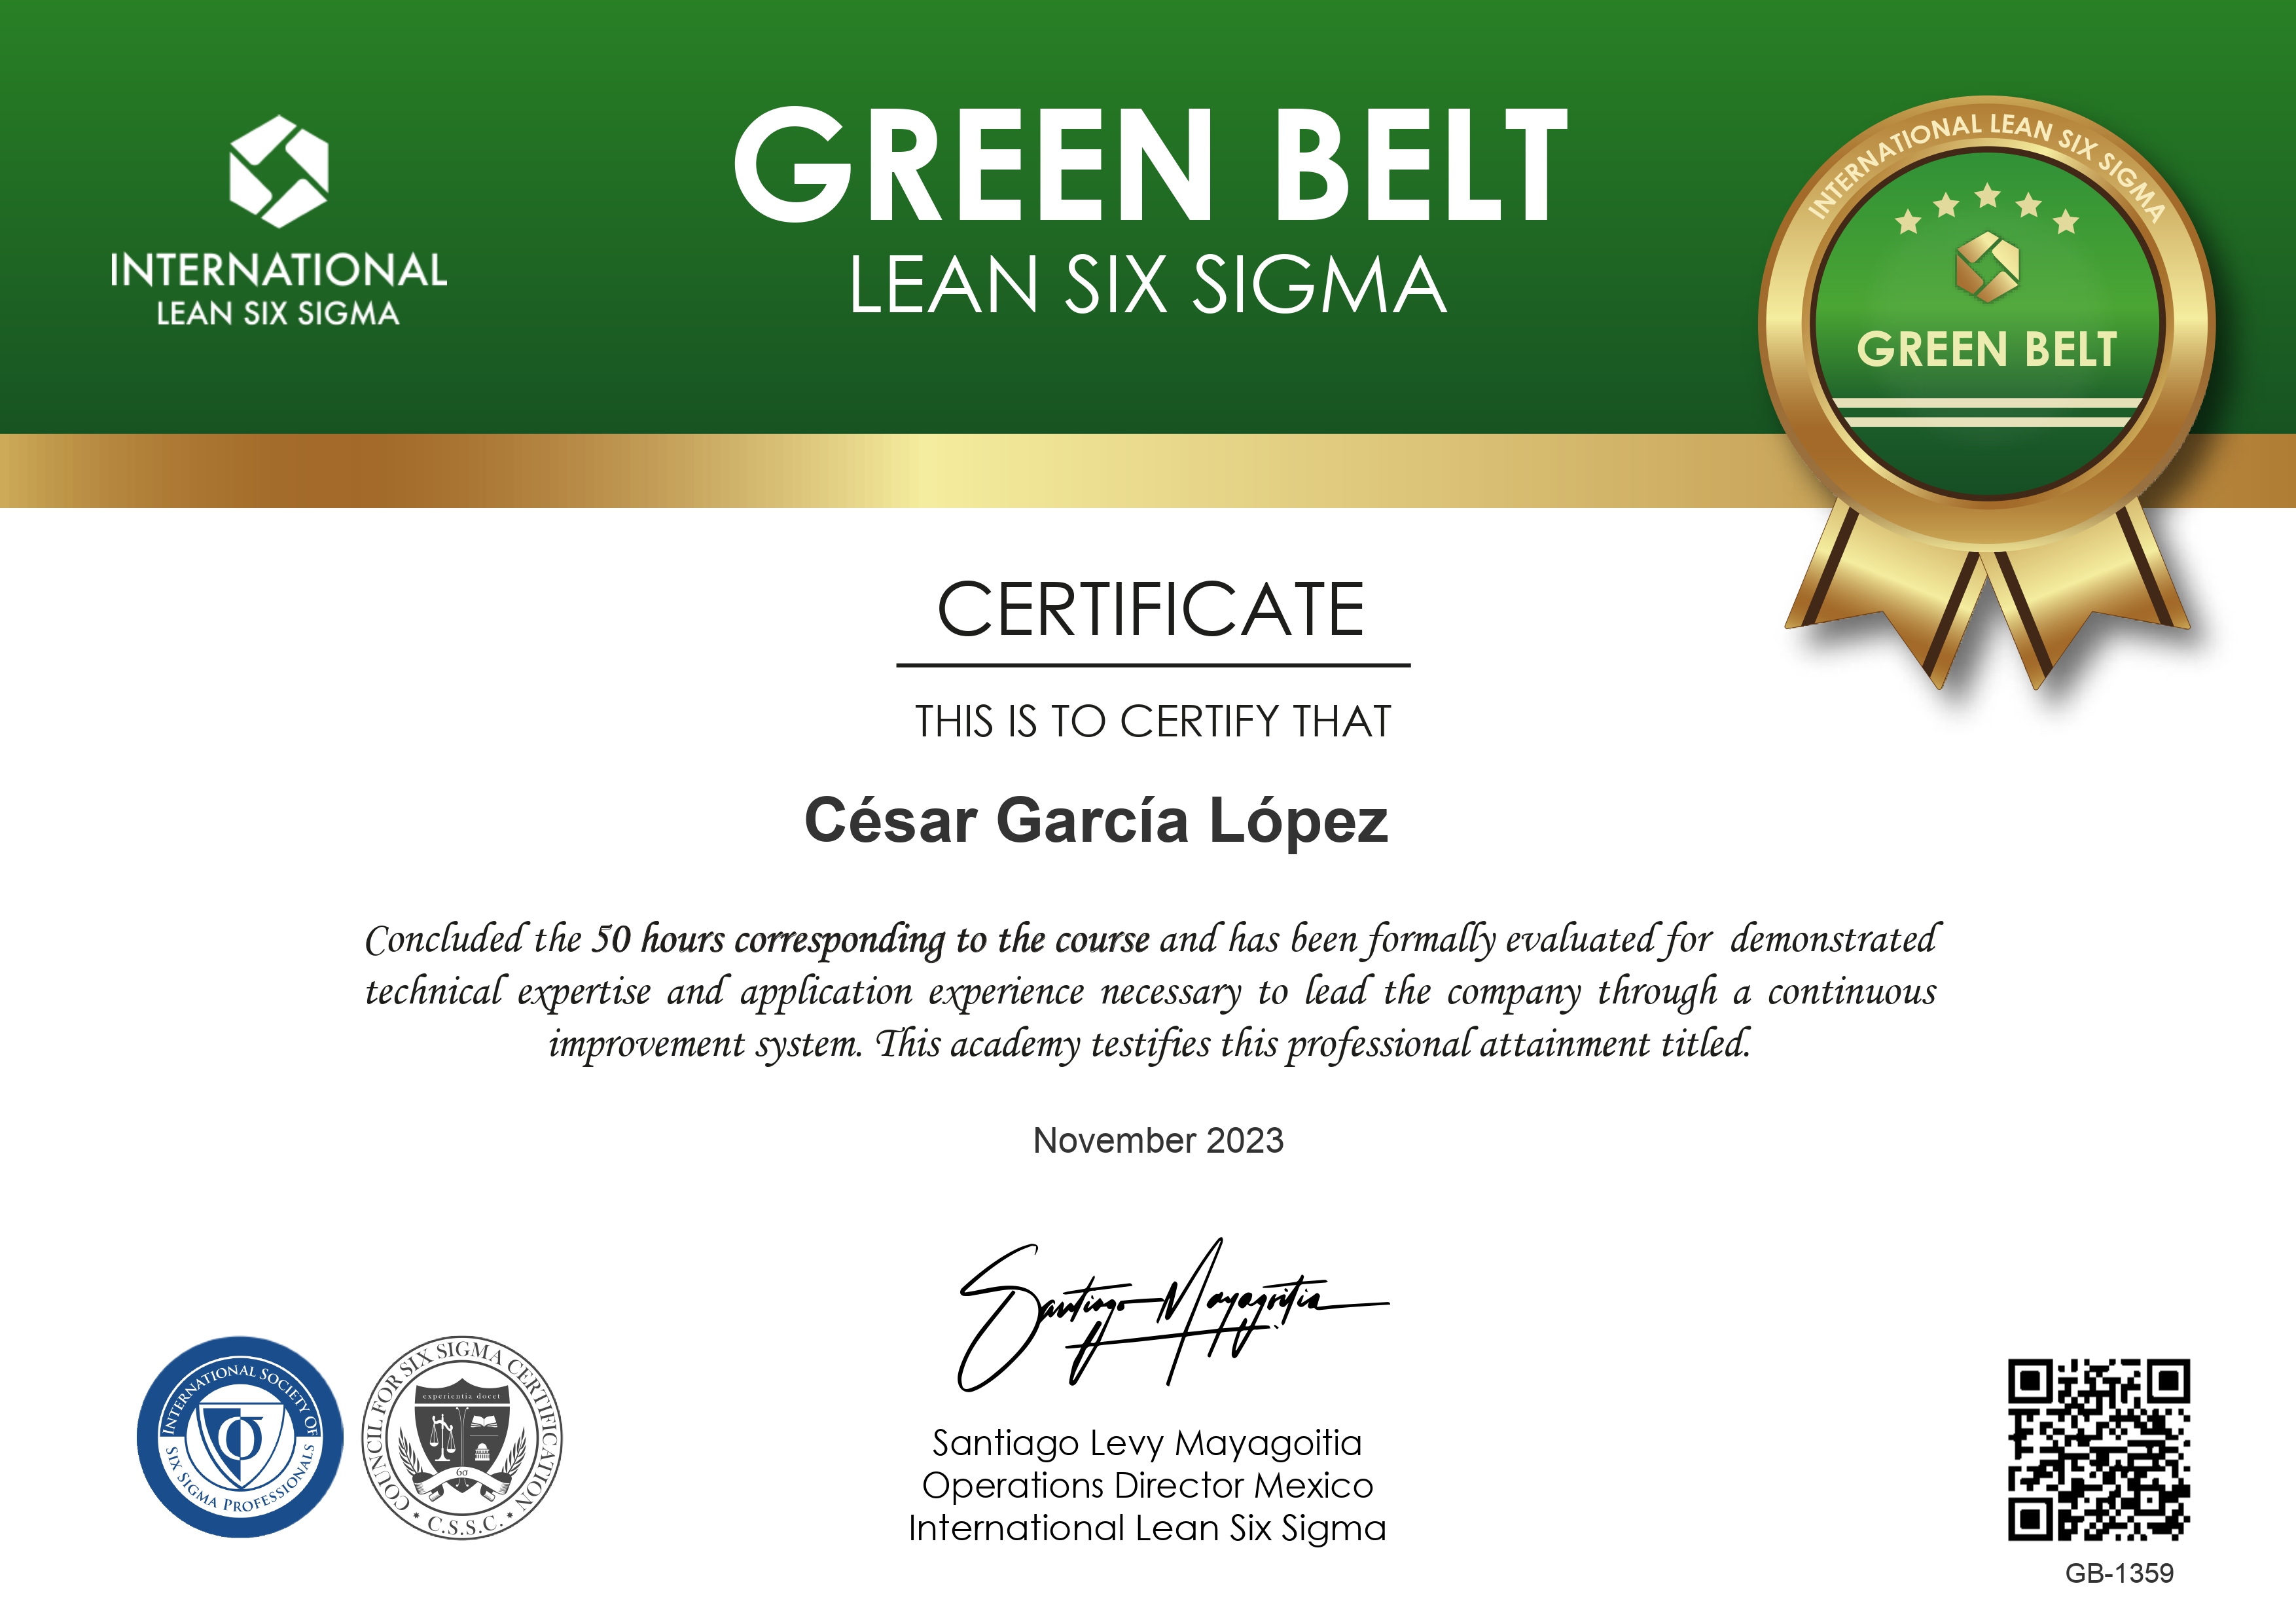 INTERNATIONAL
LEAN SIX SIGMA
GREEN BELT
LEAN SIX SIGMA
INTERNATIONAL LEAN SIX SIGMA
GREEN BELT
CERTIFICATE
THIS IS TO CERTIFY THAT
César García López
Concluded the 50 hours corresponding to the course and has been formally evaluated for demonstrated
technical expertise and application experience necessary to lead the company through a continuous
improvement system. This academy testifies this professional attainment titled.
November 2023
Santiago Mayagoitia
Santiago Levy Mayagoitia
Operations Director Mexico
International Lean Six Sigma
INTERNATIONAL SOCIETY OF
SIX SIGMA PROFESSIONALS
σ
COUNCIL FOR SIX SIGMA CERTIFICATION
experientia docet
6σ
* C.S.S.C. *
GB-1359